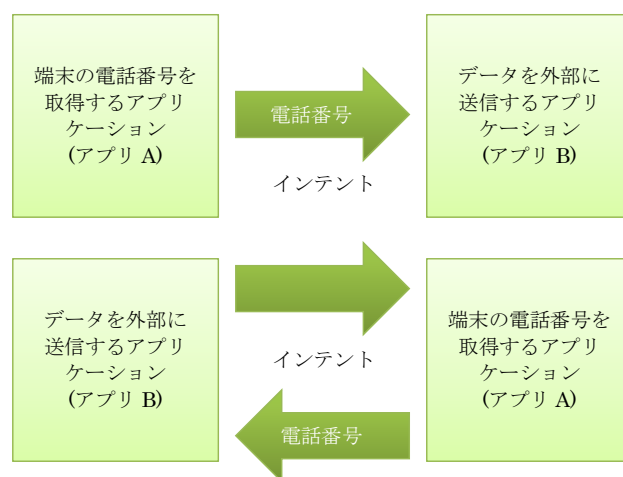 端末の電話番号を
取得するアプリ
ケーション
(アプリ A)
電話番号
インテント
データを外部に
送信するアプリ
ケーション
(アプリ B)
データを外部に
送信するアプリ
ケーション
(アプリ B)
インテント
電話番号
端末の電話番号を
取得するアプリ
ケーション
(アプリ A)